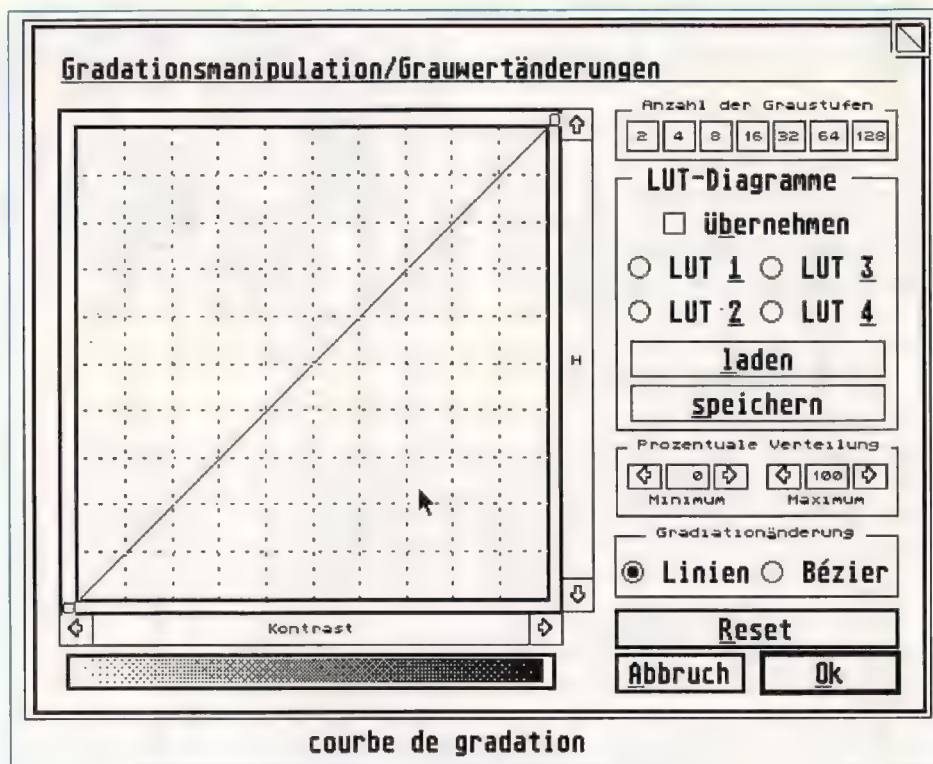 Gradationsmanipulation/Grauwertänderungen
Anzahl der Graustufen
2 4 8 16 32 64 128
LUT-Diagramme
übernehmen
LUT 1 LUT 3
LUT 2 LUT 4
laden
speichern
H
Prozentuale Verteilung
0 100
Minimum Maximum
Gradiationänderung
Linien Bézier
Kontrast
Reset
Abbruch Ok
courbe de gradation